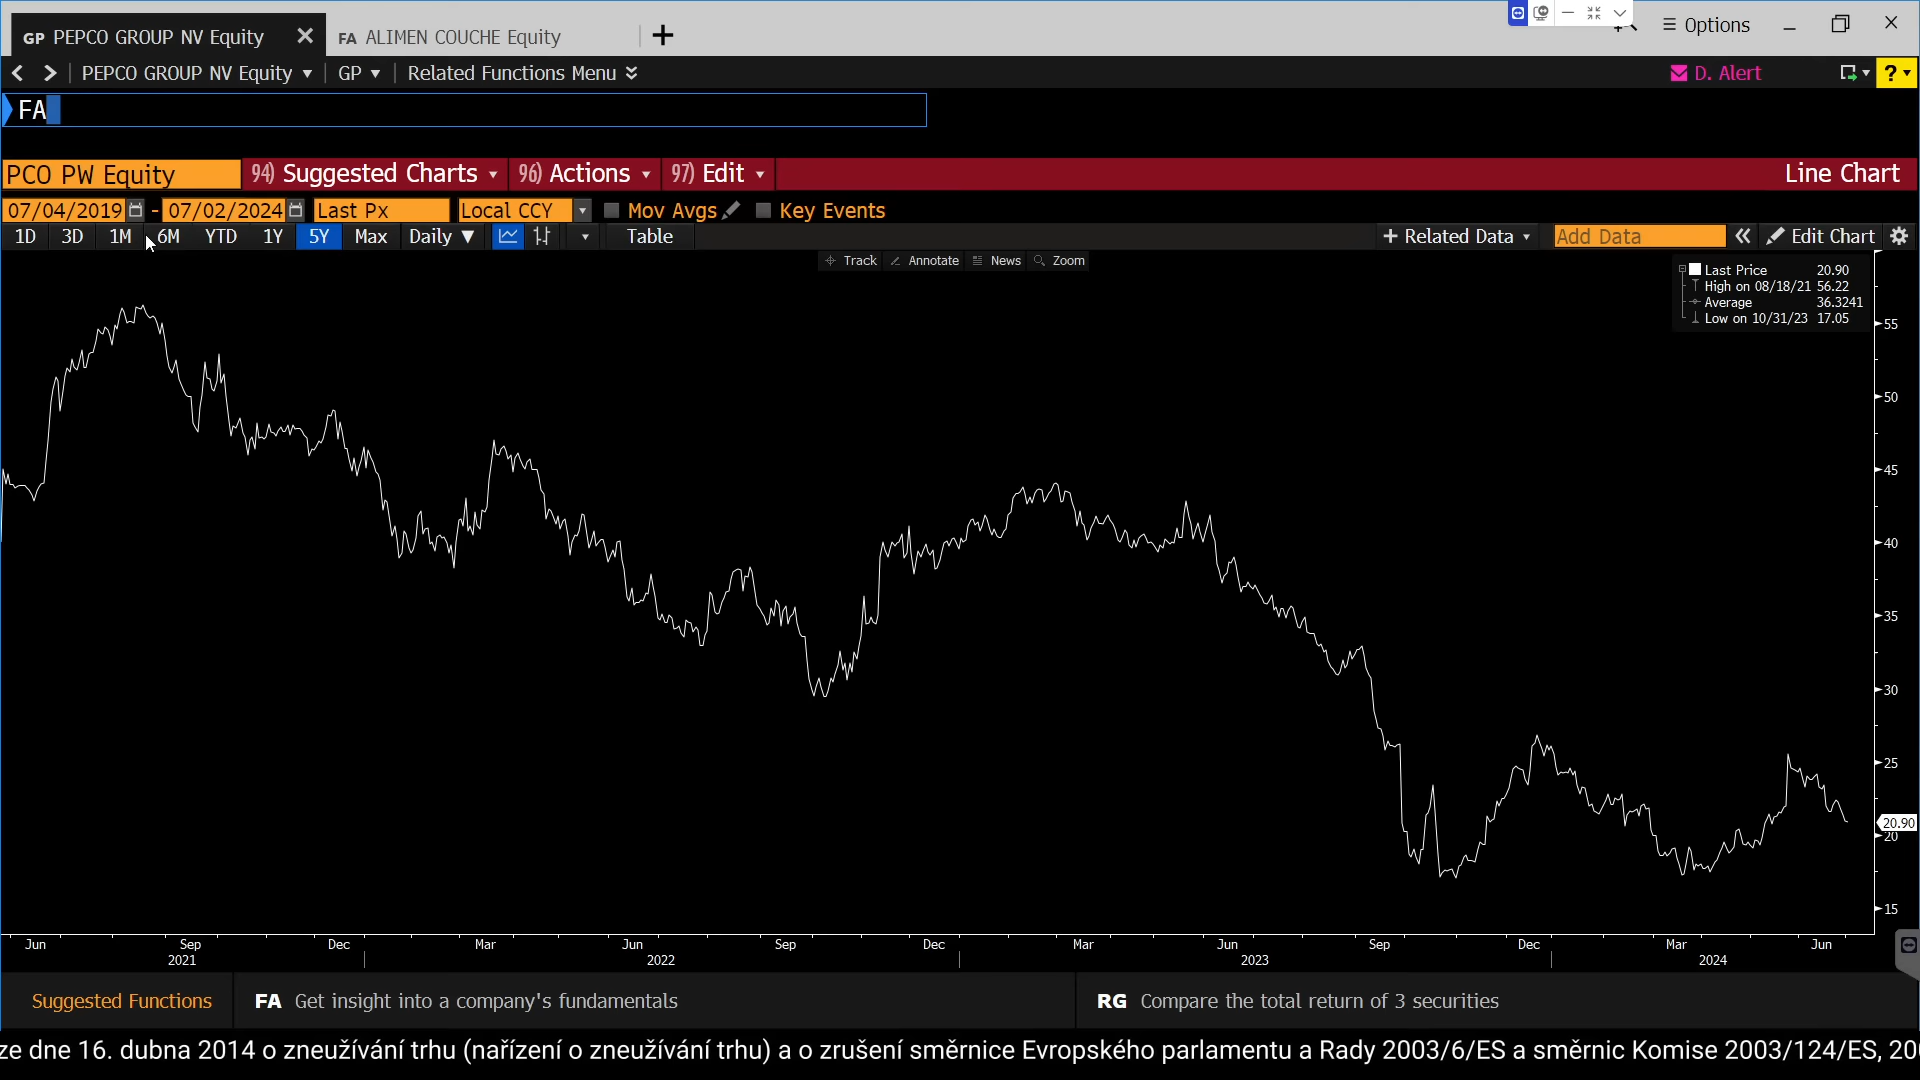 GP PEPCO GROUP NV Equity FA ALIMEN COUCHE Equity Options
PEPCO GROUP NV Equity GP Related Functions Menu D. Alert ?
FA
PCO PW Equity 94) Suggested Charts 96) Actions 97) Edit Line Chart
07/04/2019 - 07/02/2024 Last Px Local CCY Mov Avgs Key Events
1D 3D 1M 6M YTD 1Y 5Y Max Daily ▼ Table + Related Data Add Data « Edit Chart
Track Annotate News Zoom
Last Price 20.90
High on 08/18/21 56.22
Average 36.3241
Low on 10/31/23 17.05
55
50
45
40
35
30
25
20.90
20
15
Jun Sep Dec Mar Jun Sep Dec Mar Jun Sep Dec Mar Jun
2021 2022 2023 2024
Suggested Functions FA Get insight into a company's fundamentals RG Compare the total return of 3 securities
ze dne 16. dubna 2014 o zneužívání trhu (nařízení o zneužívání trhu) a o zrušení směrnice Evropského parlamentu a Rady 2003/6/ES a směrnic Komise 2003/124/ES, 20